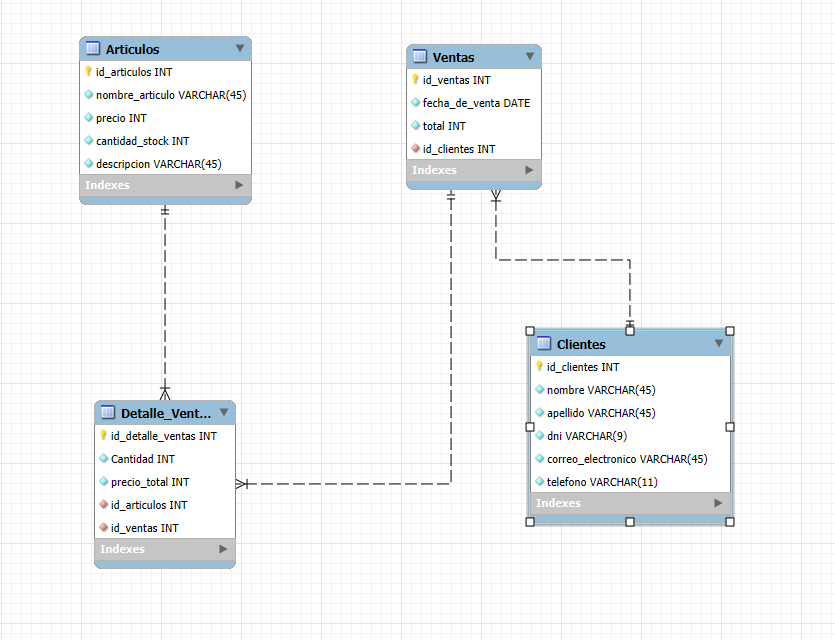 Articulos
id_articulos INT
nombre_articulo VARCHAR(45)
precio INT
cantidad_stock INT
descripcion VARCHAR(45)
Indexes
Ventas
id_ventas INT
fecha_de_venta DATE
total INT
id_clientes INT
Indexes
Clientes
id_clientes INT
nombre VARCHAR(45)
apellido VARCHAR(45)
dni VARCHAR(9)
correo_electronico VARCHAR(45)
telefono VARCHAR(11)
Indexes
Detalle_Vent...
id_detalle_ventas INT
Cantidad INT
precio_total INT
id_articulos INT
id_ventas INT
Indexes